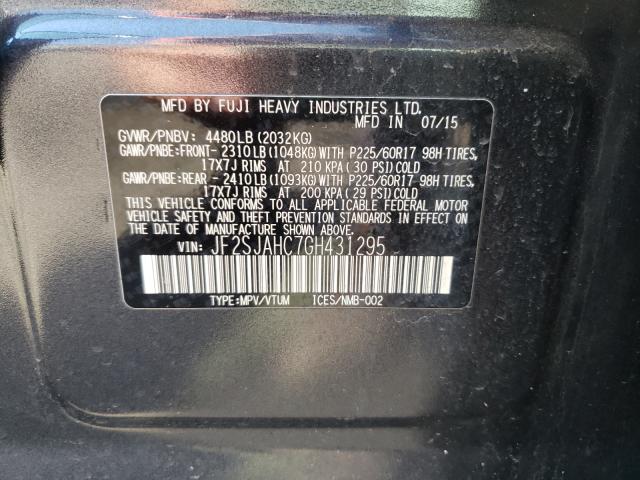 MFD BY FUJI HEAVY INDUSTRIES LTD.
MFD IN 07/15
GVWR/PNBV: 4480LB(2032KG)
GAWR/PNBE:FRONT- 2310LB(1048KG)WITH P225/60R17 98H TIRES,
17X7J RIMS AT 210 KPA( 30 PSI)COLD
GAWR/PNBE:REAR - 2410LB(1093KG)WITH P225/60R17 98H TIRES,
17X7J RIMS AT 200 KPA( 29 PSI)COLD
THIS VEHICLE CONFORMS TO ALL APPLICABLE FEDERAL MOTOR
VEHICLE SAFETY AND THEFT PREVENTION STANDARDS IN EFFECT
ON THE DATE OF MANUFACTURE SHOWN ABOVE.
VIN: JF2SJAHC7GH431295
TYPE:MPV/VTUM ICES/NMB-002